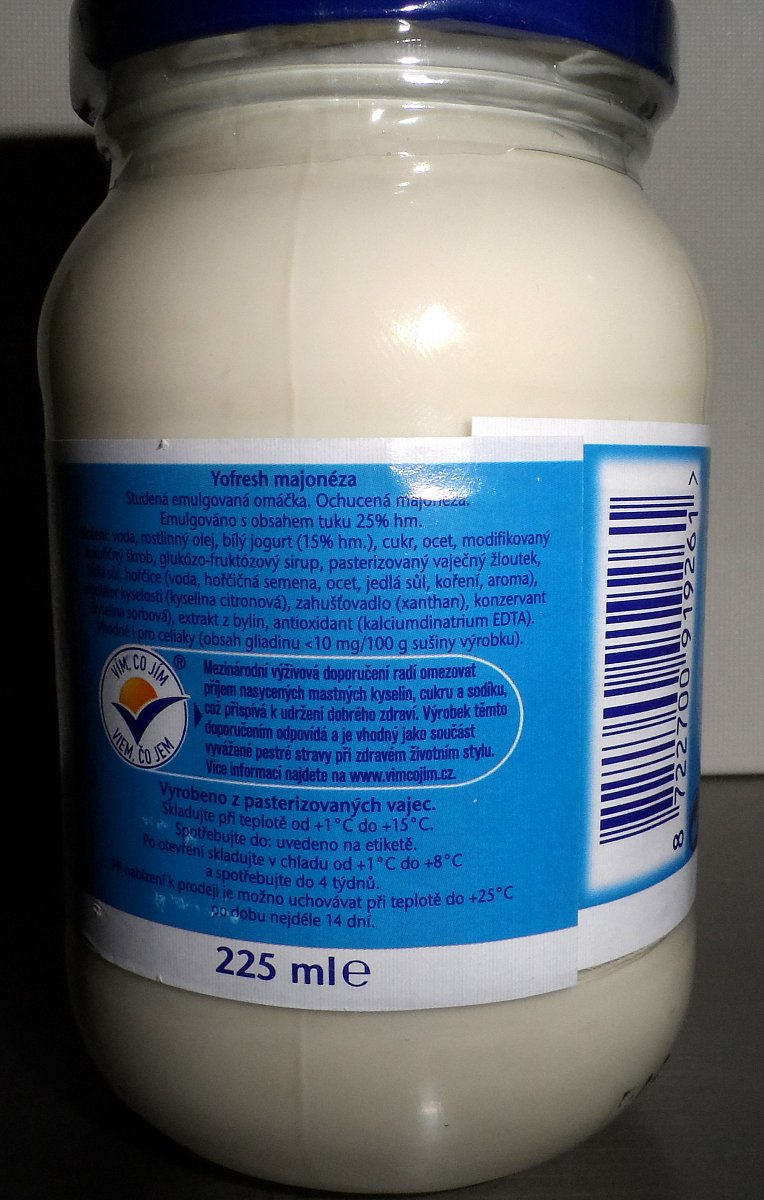 Yofresh majonéza
Studená emulgovaná omáčka. Ochucená majonéza.
Emulgováno s obsahem tuku 25% hm.
voda, rostlinný olej, bílý jogurt (15% hm.), cukr, ocet, modifikovaný
škrob, glukózo-fruktózový sirup, pasterizovaný vaječný žloutek,
sůl, hořčice (voda, hořčičná semena, ocet, jedlá sůl, koření, aroma),
kyselosti (kyselina citronová), zahušťovadlo (xanthan), konzervant
sorbová), extrakt z bylin, antioxidant (kalciumdinatrium EDTA).
Vhodné i pro celiaky (obsah gliadinu <10 mg/100 g sušiny výrobku).
VÍM, CO JÍM ®
VIEM, ČO JEM
Mezinárodní výživová doporučení radí omezovat
příjem nasycených mastných kyselin, cukru a sodíku,
což přispívá k udržení dobrého zdraví. Výrobek těmto
doporučením odpovídá a je vhodný jako součást
vyvážené pestré stravy při zdravém životním stylu.
Více informací najdete na www.vimcojim.cz.
Vyrobeno z pasterizovaných vajec.
Skladujte při teplotě od +1°C do +15°C.
Spotřebujte do: uvedeno na etiketě.
Po otevření skladujte v chladu od +1°C do +8°C
a spotřebujte do 4 týdnů.
Při nabízení k prodeji je možno uchovávat při teplotě do +25°C
po dobu nejdéle 14 dní.
225 ml e
8 722700 919261 >